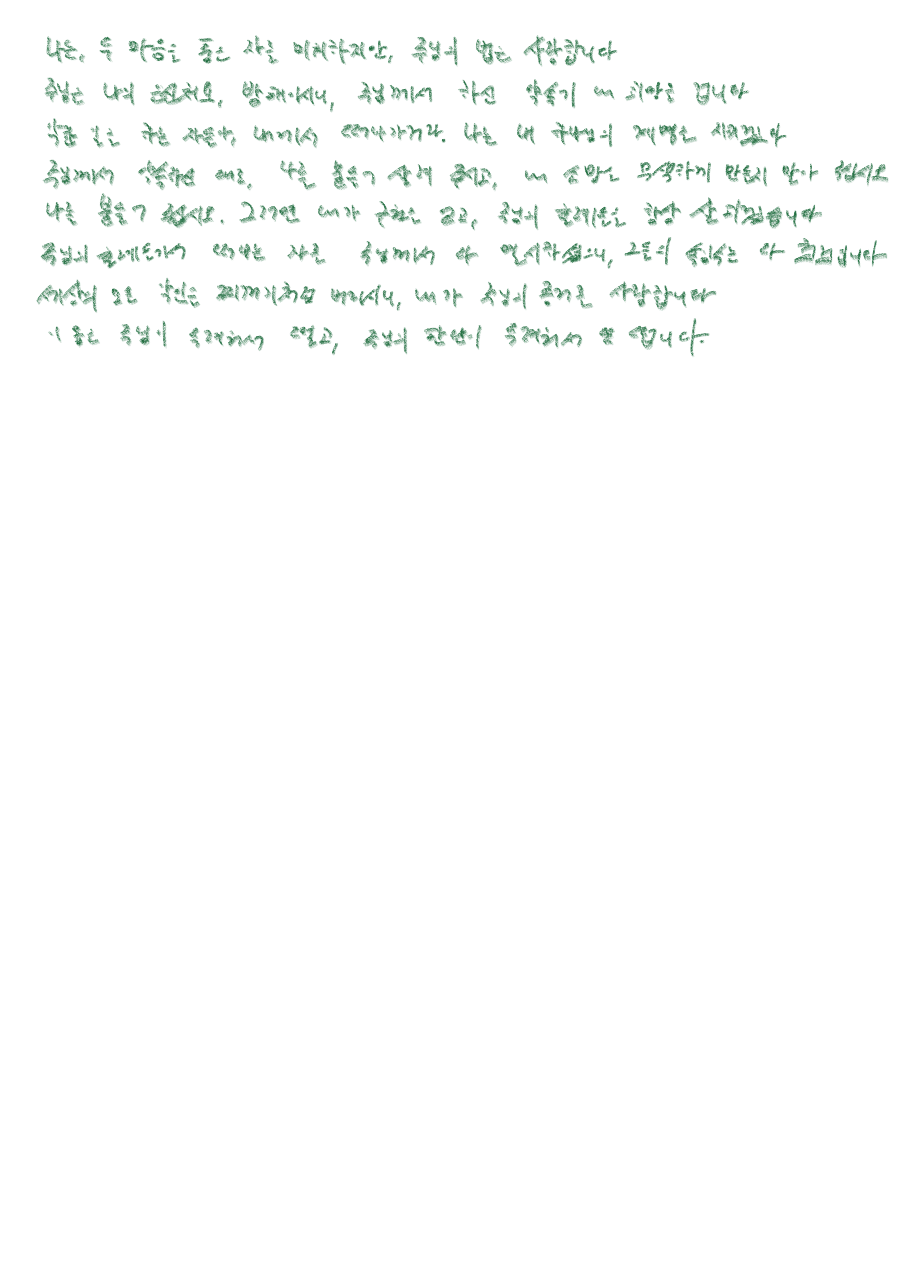 나는, 두 마음을 품은 자를 미워하지만, 주님의 법은 사랑합니다
주님은 나의 은신처요, 방패이시니, 주님께서 하신 약속에 내 희망을 겁니다
악한 일을 하는 자들아, 내게서 떠나가거라. 나는 내 하나님의 계명을 지키겠다
주님께서 약속하신 대로, 나를 붙들어 살려 주시고, 내 소망을 무색하게 만들지 말아 주십시오
나를 붙들어 주십시오. 그러면 내가 구원을 얻고, 주님의 율례들을 항상 살피겠습니다
주님의 율례들에서 떠나는 자를 주님께서 다 멸시하셨으니, 그들의 속임수는 다 헛것입니다
세상의 모든 악인을 찌꺼기처럼 버리시니, 내가 주님의 증거를 사랑합니다
이 몸은 주님이 두려워서 떨고, 주님의 판단이 두려워서 또 떱니다.